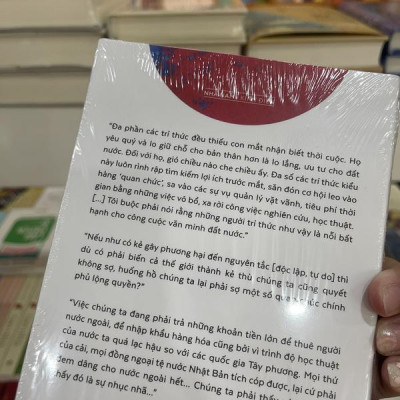 "Đa phần các trí thức đều thiếu con mắt nhận biết thời cuộc. Họ
yêu quý và lo giữ chỗ cho bản thân hơn là lo lắng, ưu tư cho đất
nước. Đối với họ, gió chiều nào che chiều ấy. Đa số các trí thức kiểu
này luôn rình rập tìm kiếm lợi ích trước mắt, săn đón cơ hội leo vào
hàng 'quan chức', sa vào các sự vụ quản lý vặt vãnh, tiêu phí thời
gian bằng những việc vô bổ, xa rời công việc nghiên cứu, học thuật.
[...] Tôi buộc phải nói rằng những người trí thức như vậy là nỗi bất
hạnh cho công cuộc văn minh đất nước."
"Nếu như có kẻ gây phương hại đến nguyên tắc [độc lập, tự do] thì
dù có phải biến cả thế giới thành kẻ thù chúng ta cũng quyết
không sợ, huống hồ chúng ta lại phải sợ một số quan chức chính
phủ lộng quyền?"
"Việc chúng ta đang phải trả những khoản tiền lớn để thuê người
nước ngoài, để nhập khẩu hàng hóa cũng bởi vì trình độ học thuật
của nước ta quá lạc hậu so với các quốc gia Tây phương. Mọi thứ
của cải, mọi đồng ngoại tệ nước Nhật Bản tích cóp được, lại cứ phải
đem dâng cho nước ngoài hết... Chúng ta phải thấy
thấy đó là sự nhục nhã..."